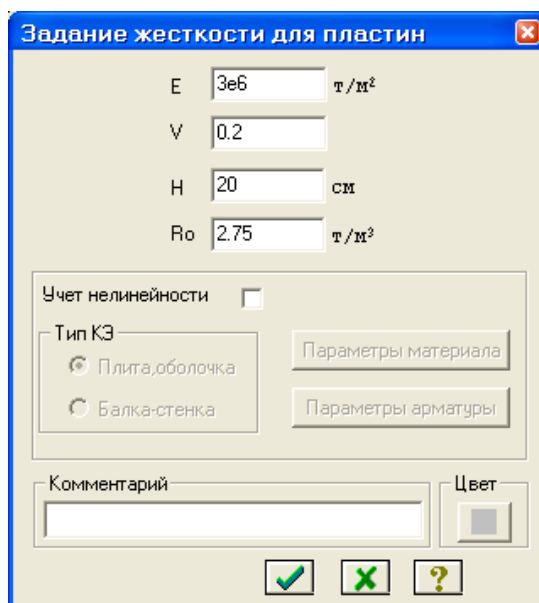 Задание жесткости для пластин
E 3e6 т/м²
V 0.2
H 20 см
Ro 2.75 т/м³
Учет нелинейности
Тип КЭ
Плита,оболочка
Балка-стенка
Параметры материала
Параметры арматуры
Комментарий
Цвет
?